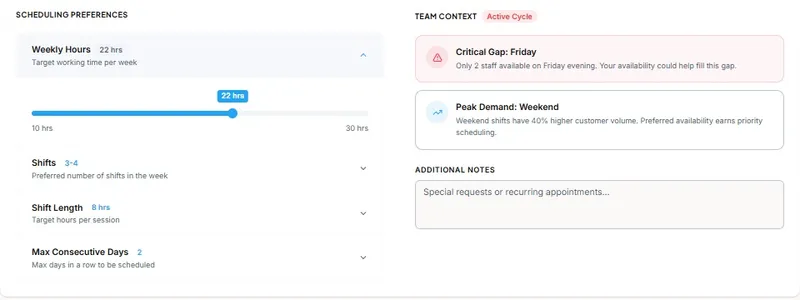 SCHEDULING PREFERENCES
Weekly Hours 22 hrs
Target working time per week
22 hrs
10 hrs 30 hrs
Shifts 3-4
Preferred number of shifts in the week
Shift Length 8 hrs
Target hours per session
Max Consecutive Days 2
Max days in a row to be scheduled
TEAM CONTEXT Active Cycle
Critical Gap: Friday
Only 2 staff available on Friday evening. Your availability could help fill this gap.
Peak Demand: Weekend
Weekend shifts have 40% higher customer volume. Preferred availability earns priority
scheduling.
ADDITIONAL NOTES
Special requests or recurring appointments...